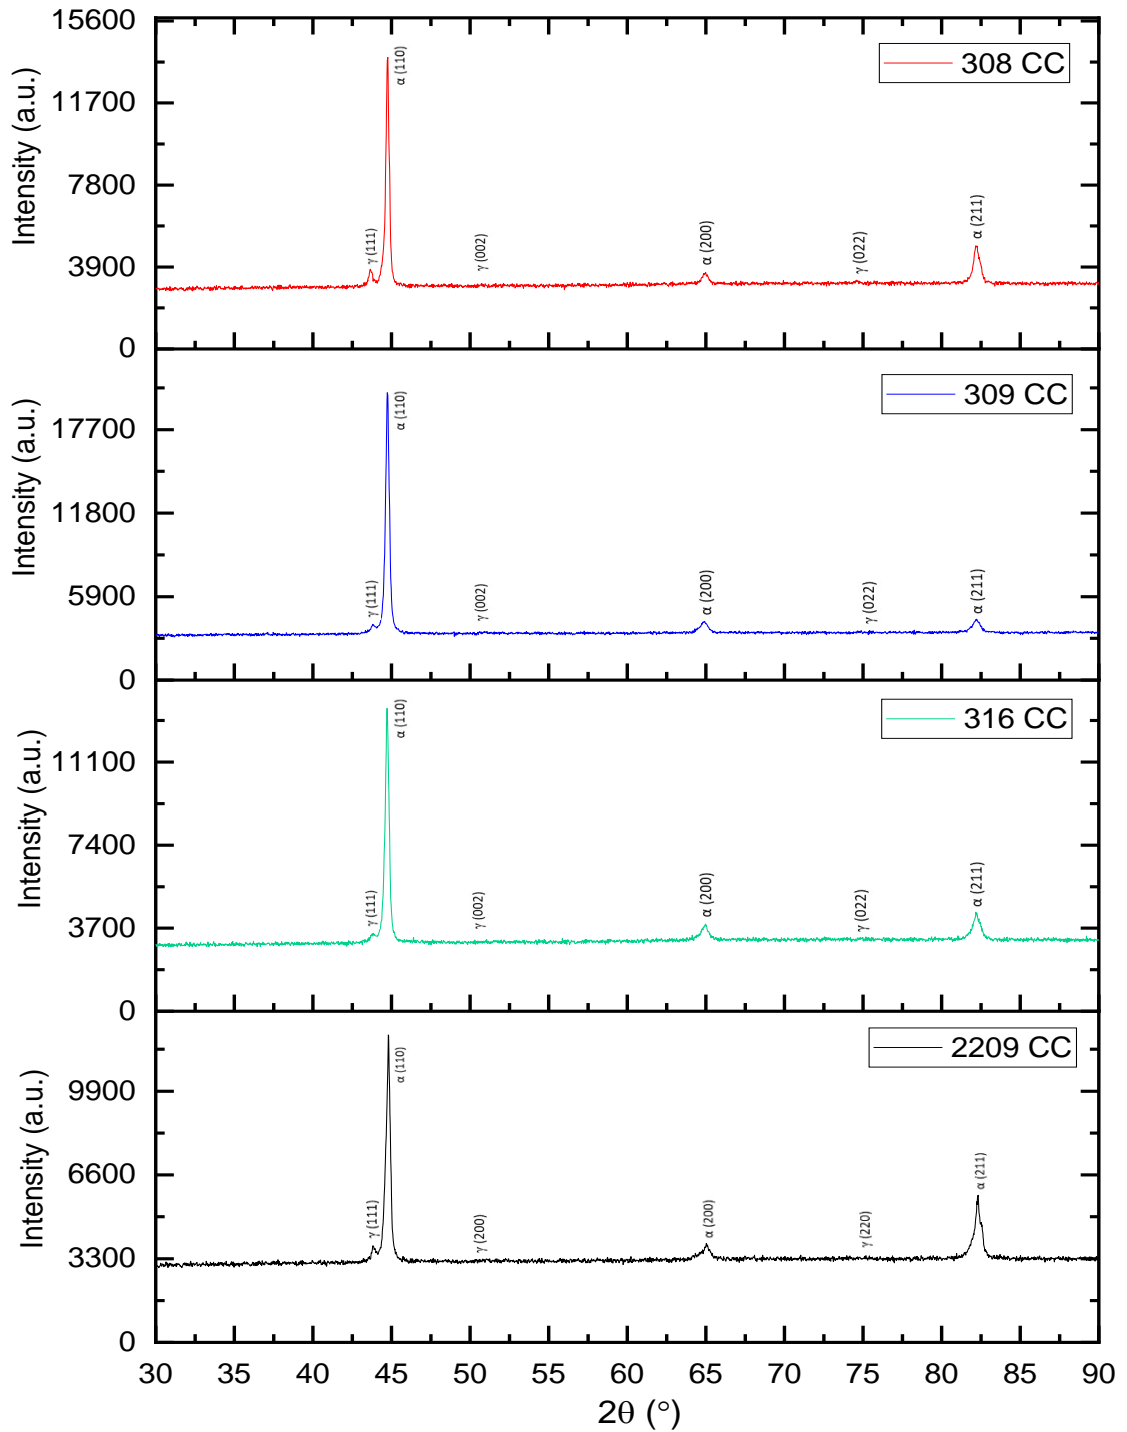 15600
11700
7800
3900
0
Intensity (a.u.)
308 CC
γ (111)
α (110)
γ (002)
α (200)
γ (022)
α (211)
17700
11800
5900
0
Intensity (a.u.)
309 CC
γ (111)
α (110)
γ (002)
α (200)
γ (022)
α (211)
11100
7400
3700
0
Intensity (a.u.)
316 CC
γ (111)
α (110)
γ (002)
α (200)
γ (022)
α (211)
9900
6600
3300
0
Intensity (a.u.)
2209 CC
γ (111)
α (110)
γ (200)
α (200)
γ (220)
α (211)
30 35 40 45 50 55 60 65 70 75 80 85 90
2θ (°)